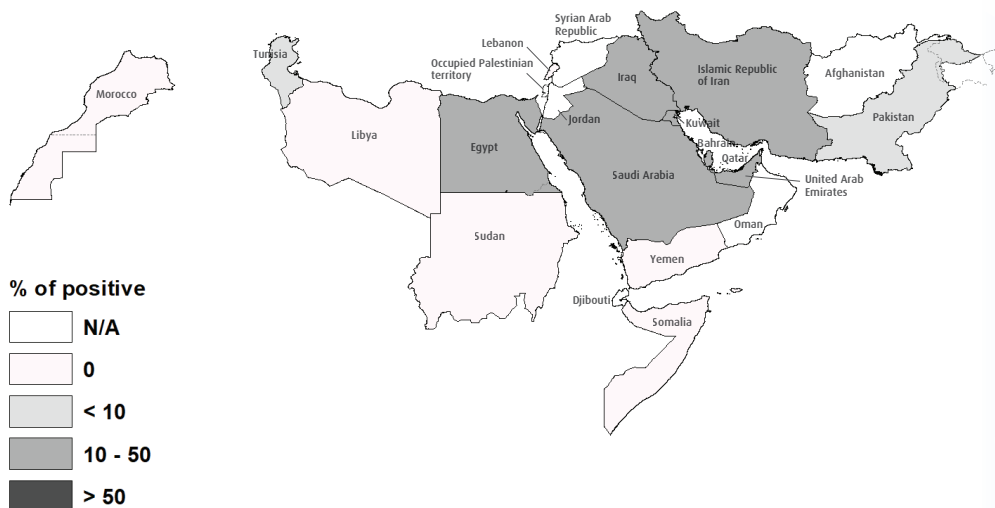 Syrian Arab
Republic
Lebanon
Occupied Palestinian
territory
Tunisia
Morocco
Libya
Egypt
Jordan
Iraq
Islamic Republic
of Iran
Afghanistan
Pakistan
Kuwait
Bahrain
Qatar
Saudi Arabia
United Arab
Emirates
Oman
Sudan
Yemen
Djibouti
Somalia
% of positive
N/A
0
< 10
10 - 50
> 50